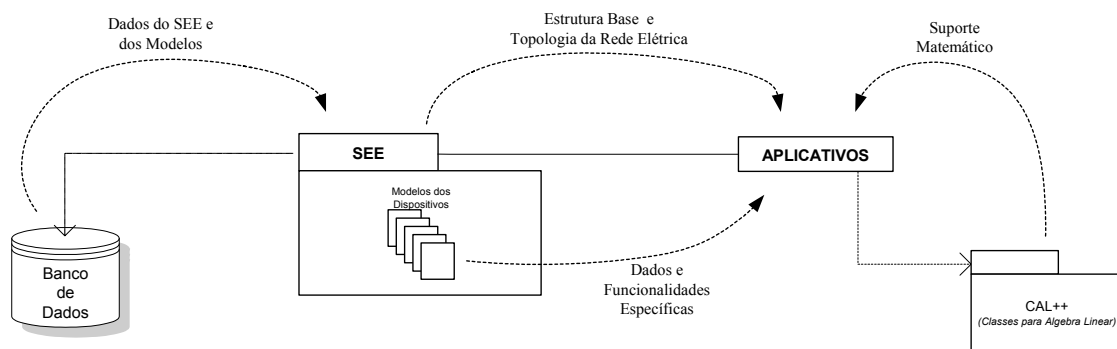 Dados do SEE e
dos Modelos
Estrutura Base e
Topologia da Rede Elétrica
Suporte
Matemático
SEE
APLICATIVOS
Modelos dos
Dispositivos
Banco
de
Dados
Dados e
Funcionalidades
Específicas
CAL++
(Classes para Algebra Linear)